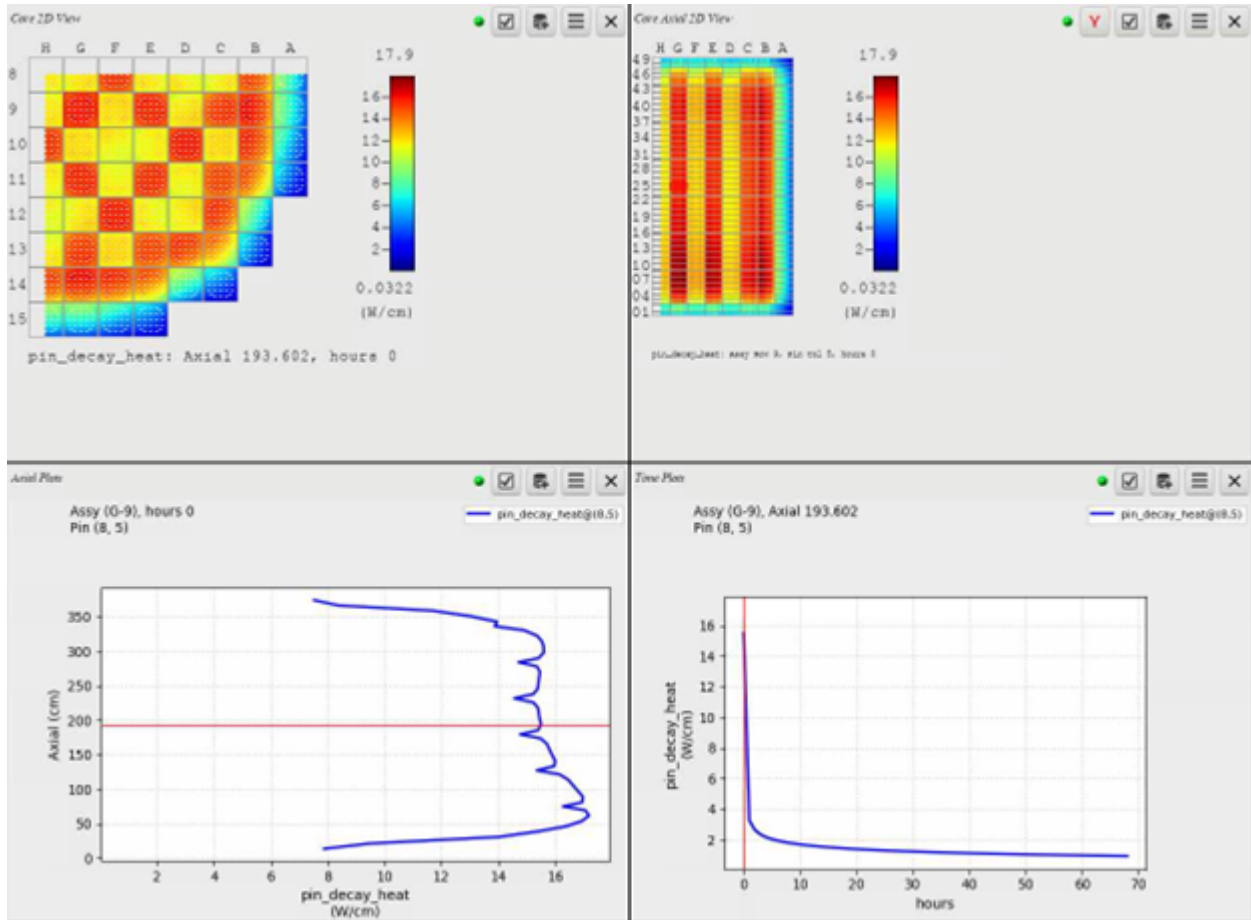 Core 2D View
H G F E D C B A
8
9
10
11
12
13
14
15
17.9
16
14
12
10
8
6
4
2
0.0322
(W/cm)
pin_decay_heat: Axial 193.602, hours 0
Core Axial 2D View
Y
H G F E D C B A
49
46
43
40
37
34
31
28
25
22
19
16
13
10
07
04
01
17.9
16
14
12
10
8
6
4
2
0.0322
(W/cm)
pin_decay_heat: Assy
hours 0
Axial Plots
Assy (G-9), hours 0
Pin (8, 5)
pin_decay_heat@(8,5)
350
300
250
200
150
100
50
0
Axial (cm)
2 4 6 8 10 12 14 16
pin_decay_heat
(W/cm)
Time Plots
Assy (G-9), Axial 193.602
Pin (8, 5)
pin_decay_heat@(8,5)
16
14
12
10
8
6
4
2
pin_decay_heat
(W/cm)
0 10 20 30 40 50 60 70
hours